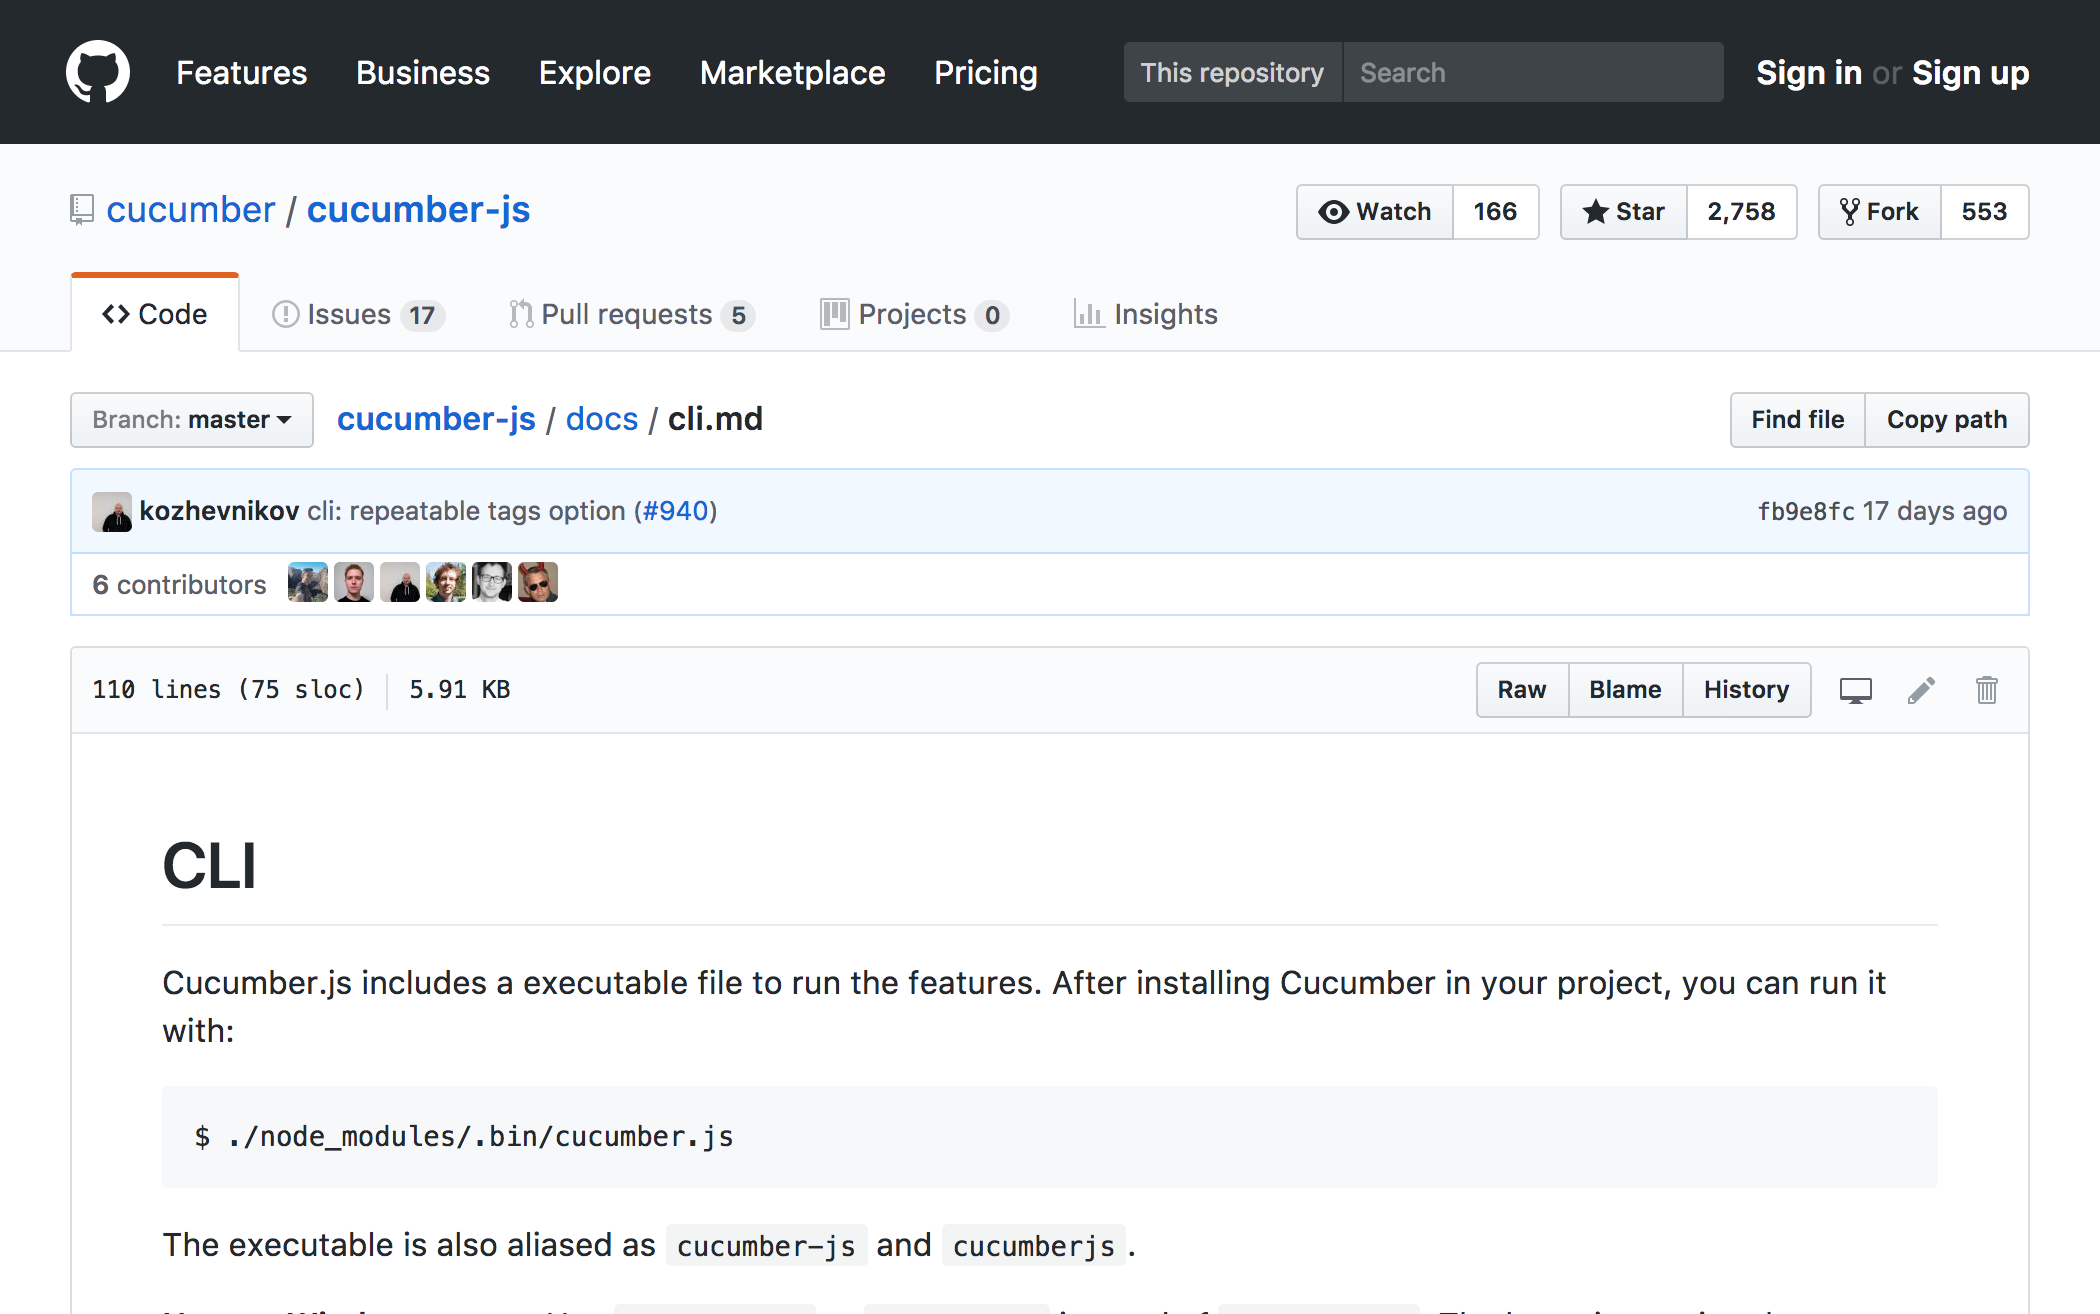 Features Business Explore Marketplace Pricing This repository Search Sign in or Sign up
cucumber / cucumber-js Watch 166 Star 2,758 Fork 553
Code Issues 17 Pull requests 5 Projects 0 Insights
Branch: master cucumber-js / docs / cli.md Find file Copy path
kozhevnikov cli: repeatable tags option (#940) fb9e8fc 17 days ago
6 contributors
110 lines (75 sloc) 5.91 KB Raw Blame History
CLI
Cucumber.js includes a executable file to run the features. After installing Cucumber in your project, you can run it
with:
$ ./node_modules/.bin/cucumber.js
The executable is also aliased as cucumber-js and cucumberjs .